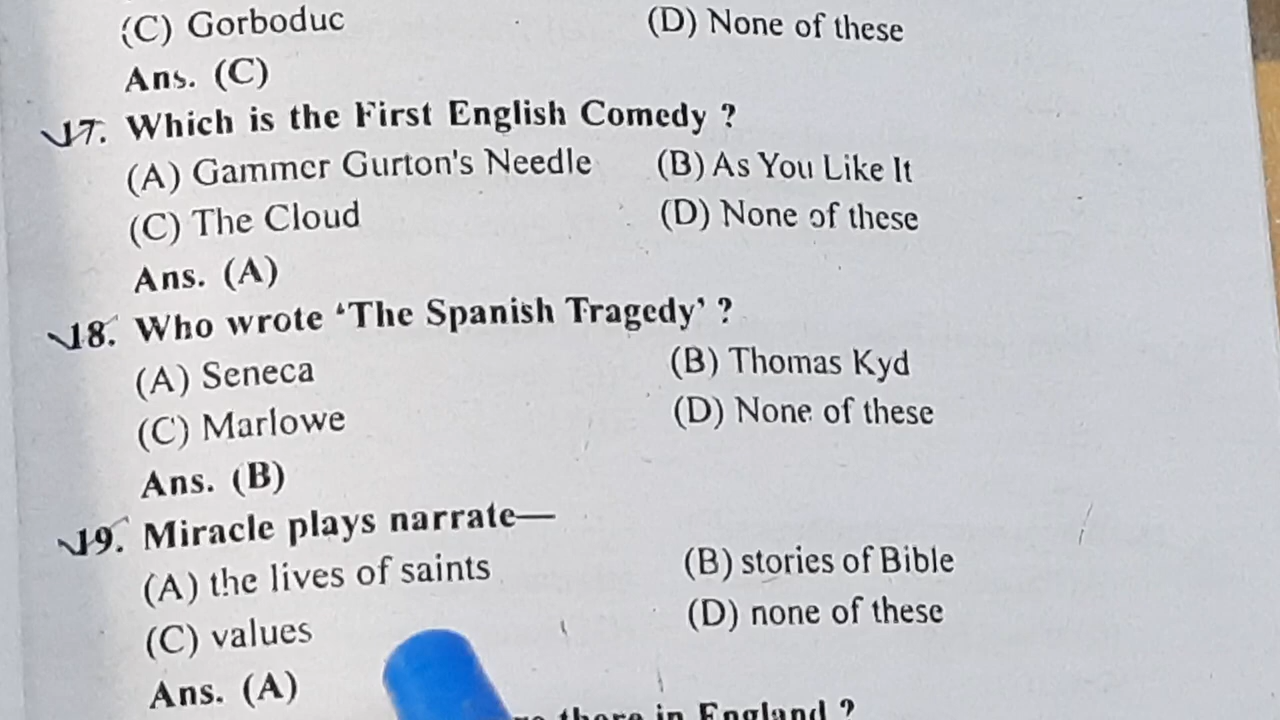 (C) Gorboduc (D) None of these
Ans. (C)
17. Which is the First English Comedy ?
(A) Gammer Gurton's Needle (B) As You Like It
(C) The Cloud (D) None of these
Ans. (A)
18. Who wrote ‘The Spanish Tragedy’ ?
(A) Seneca (B) Thomas Kyd
(C) Marlowe (D) None of these
Ans. (B)
19. Miracle plays narrate—
(A) the lives of saints (B) stories of Bible
(C) values (D) none of these
Ans. (A)
there in England ?